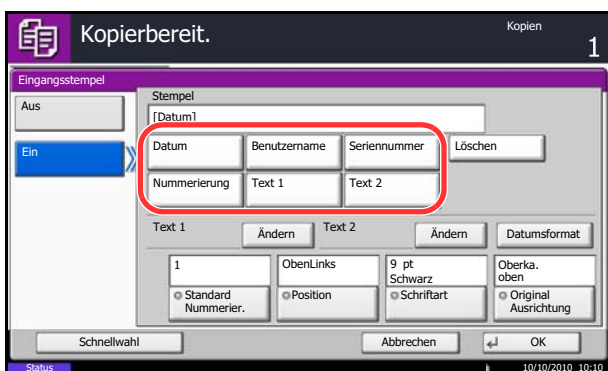 Kopierbereit.
Kopien
1
Eingangsstempel
Aus
Ein
Stempel
[Datum]
Datum Benutzername Seriennummer Löschen
Nummerierung Text 1 Text 2
Text 1 Ändern Text 2 Ändern Datumsformat
1
Standard
Nummerier.
ObenLinks
Position
9 pt
Schwarz
Schriftart
Oberka.
oben
Original
Ausrichtung
Schnellwahl Abbrechen OK
Status 10/10/2010 10:10